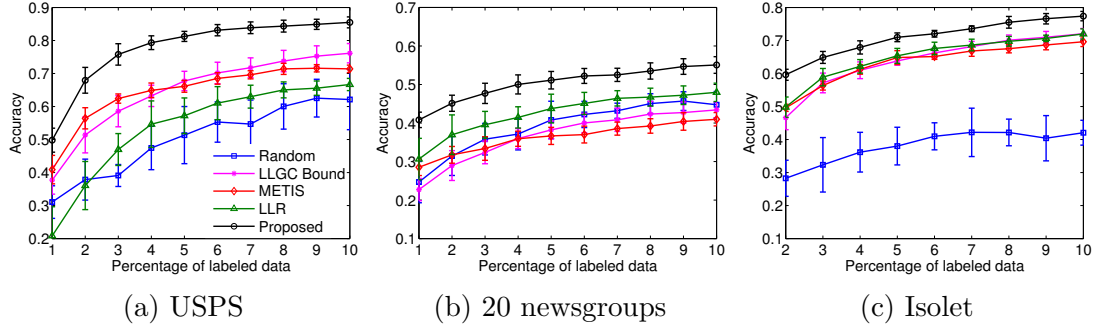 0.9
0.8
0.7
0.6
0.5
0.4
0.3
0.2
Accuracy
1 2 3 4 5 6 7 8 9 10
Percentage of labeled data
Random
LLGC Bound
METIS
LLR
Proposed
(a) USPS
0.7
0.6
0.5
0.4
0.3
0.2
0.1
Accuracy
1 2 3 4 5 6 7 8 9 10
Percentage of labeled data
(b) 20 newsgroups
0.8
0.7
0.6
0.5
0.4
0.3
0.2
0.1
Accuracy
2 3 4 5 6 7 8 9 10
Percentage of labeled data
(c) Isolet